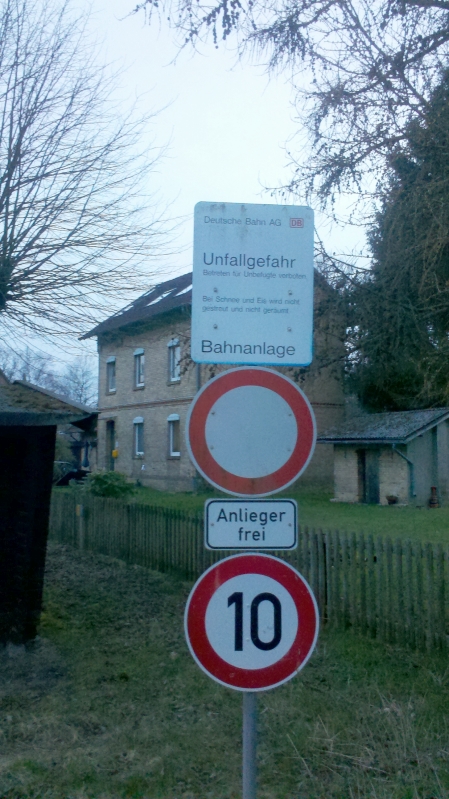 Deutsche Bahn AG DB
Unfallgefahr
Betreten für Unbefugte verboten.
Bei Schnee und Eis wird nicht
gestreut und nicht geräumt
Bahnanlage
Anlieger
frei
10